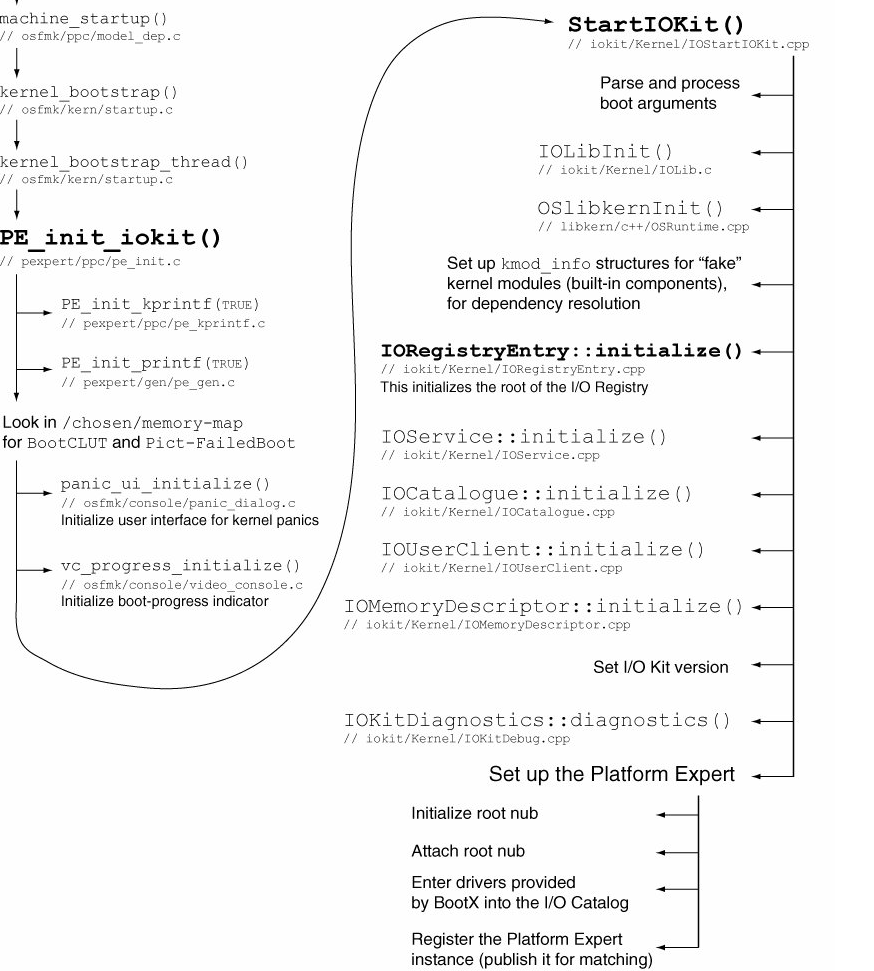 machine_startup()
// osfmk/ppc/model_dep.c
kernel_bootstrap()
// osfmk/kern/startup.c
kernel_bootstrap_thread()
// osfmk/kern/startup.c
PE_init_iokit()
// pexpert/ppc/pe_init.c
PE_init_kprintf(TRUE)
// pexpert/ppc/pe_kprintf.c
PE_init_printf(TRUE)
// pexpert/gen/pe_gen.c
Look in /chosen/memory-map
for BootCLUT and Pict-FailedBoot
panic_ui_initialize()
// osfmk/console/panic_dialog.c
Initialize user interface for kernel panics
vc_progress_initialize()
// osfmk/console/video_console.c
Initialize boot-progress indicator
StartIOKit()
// iokit/Kernel/IOStartIOKit.cpp
Parse and process
boot arguments
IOLibInit()
// iokit/Kernel/IOLib.c
OSlibkernInit()
// libkern/c++/OSRuntime.cpp
Set up kmod_info structures for “fake”
kernel modules (built-in components),
for dependency resolution
IORegistryEntry::initialize()
// iokit/Kernel/IORegistryEntry.cpp
This initializes the root of the I/O Registry
IOService::initialize()
// iokit/Kernel/IOService.cpp
IOCatalogue::initialize()
// iokit/Kernel/IOCatalogue.cpp
IOUserClient::initialize()
// iokit/Kernel/IOUserClient.cpp
IOMemoryDescriptor::initialize()
// iokit/Kernel/IOMemoryDescriptor.cpp
Set I/O Kit version
IOKitDiagnostics::diagnostics()
// iokit/Kernel/IOKitDebug.cpp
Set up the Platform Expert
Initialize root nub
Attach root nub
Enter drivers provided
by BootX into the I/O Catalog
Register the Platform Expert
instance (publish it for matching)